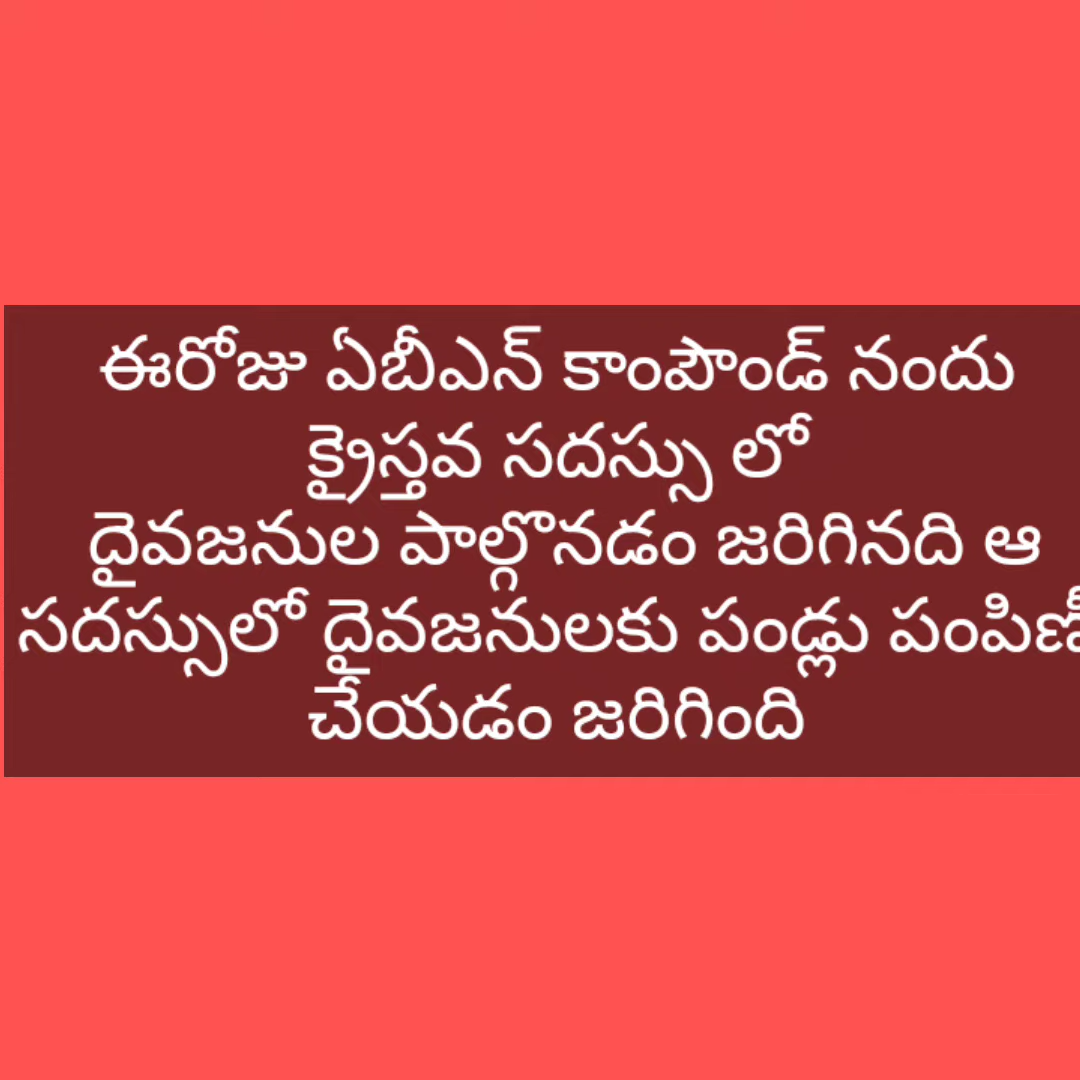 ఈరోజు ఏబీఎన్ కాంపౌండ్ నందు
క్రైస్తవ సదస్సు లో
దైవజనుల పాల్గొనడం జరిగినది ఆ
సదస్సులో దైవజనులకు పండ్లు పంపిణీ
చేయడం జరిగింది